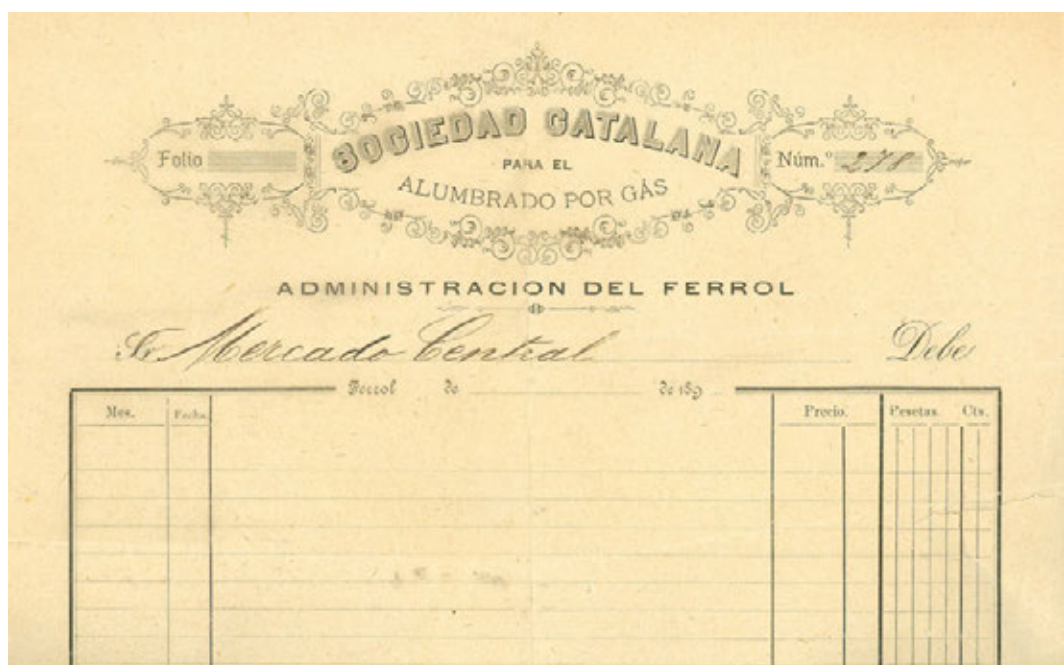 SOCIEDAD CATALANA
PARA EL
ALUMBRADO POR GÁS
Folio
Núm.º 278
ADMINISTRACION DEL FERROL
Sr. Mercado Central Debe
Ferrol de de 189
Mes. Fecha. Precio. Pesetas. Cts.